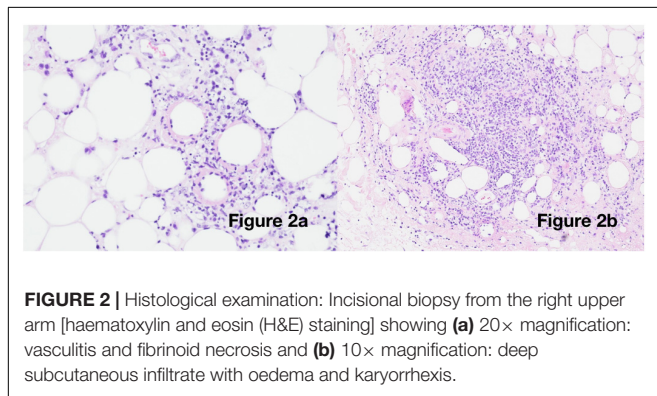 Figure 2a
Figure 2b
FIGURE 2 | Histological examination: Incisional biopsy from the right upper
arm [haematoxylin and eosin (H&E) staining] showing (a) 20× magnification:
vasculitis and fibrinoid necrosis and (b) 10× magnification: deep
subcutaneous infiltrate with oedema and karyorrhexis.